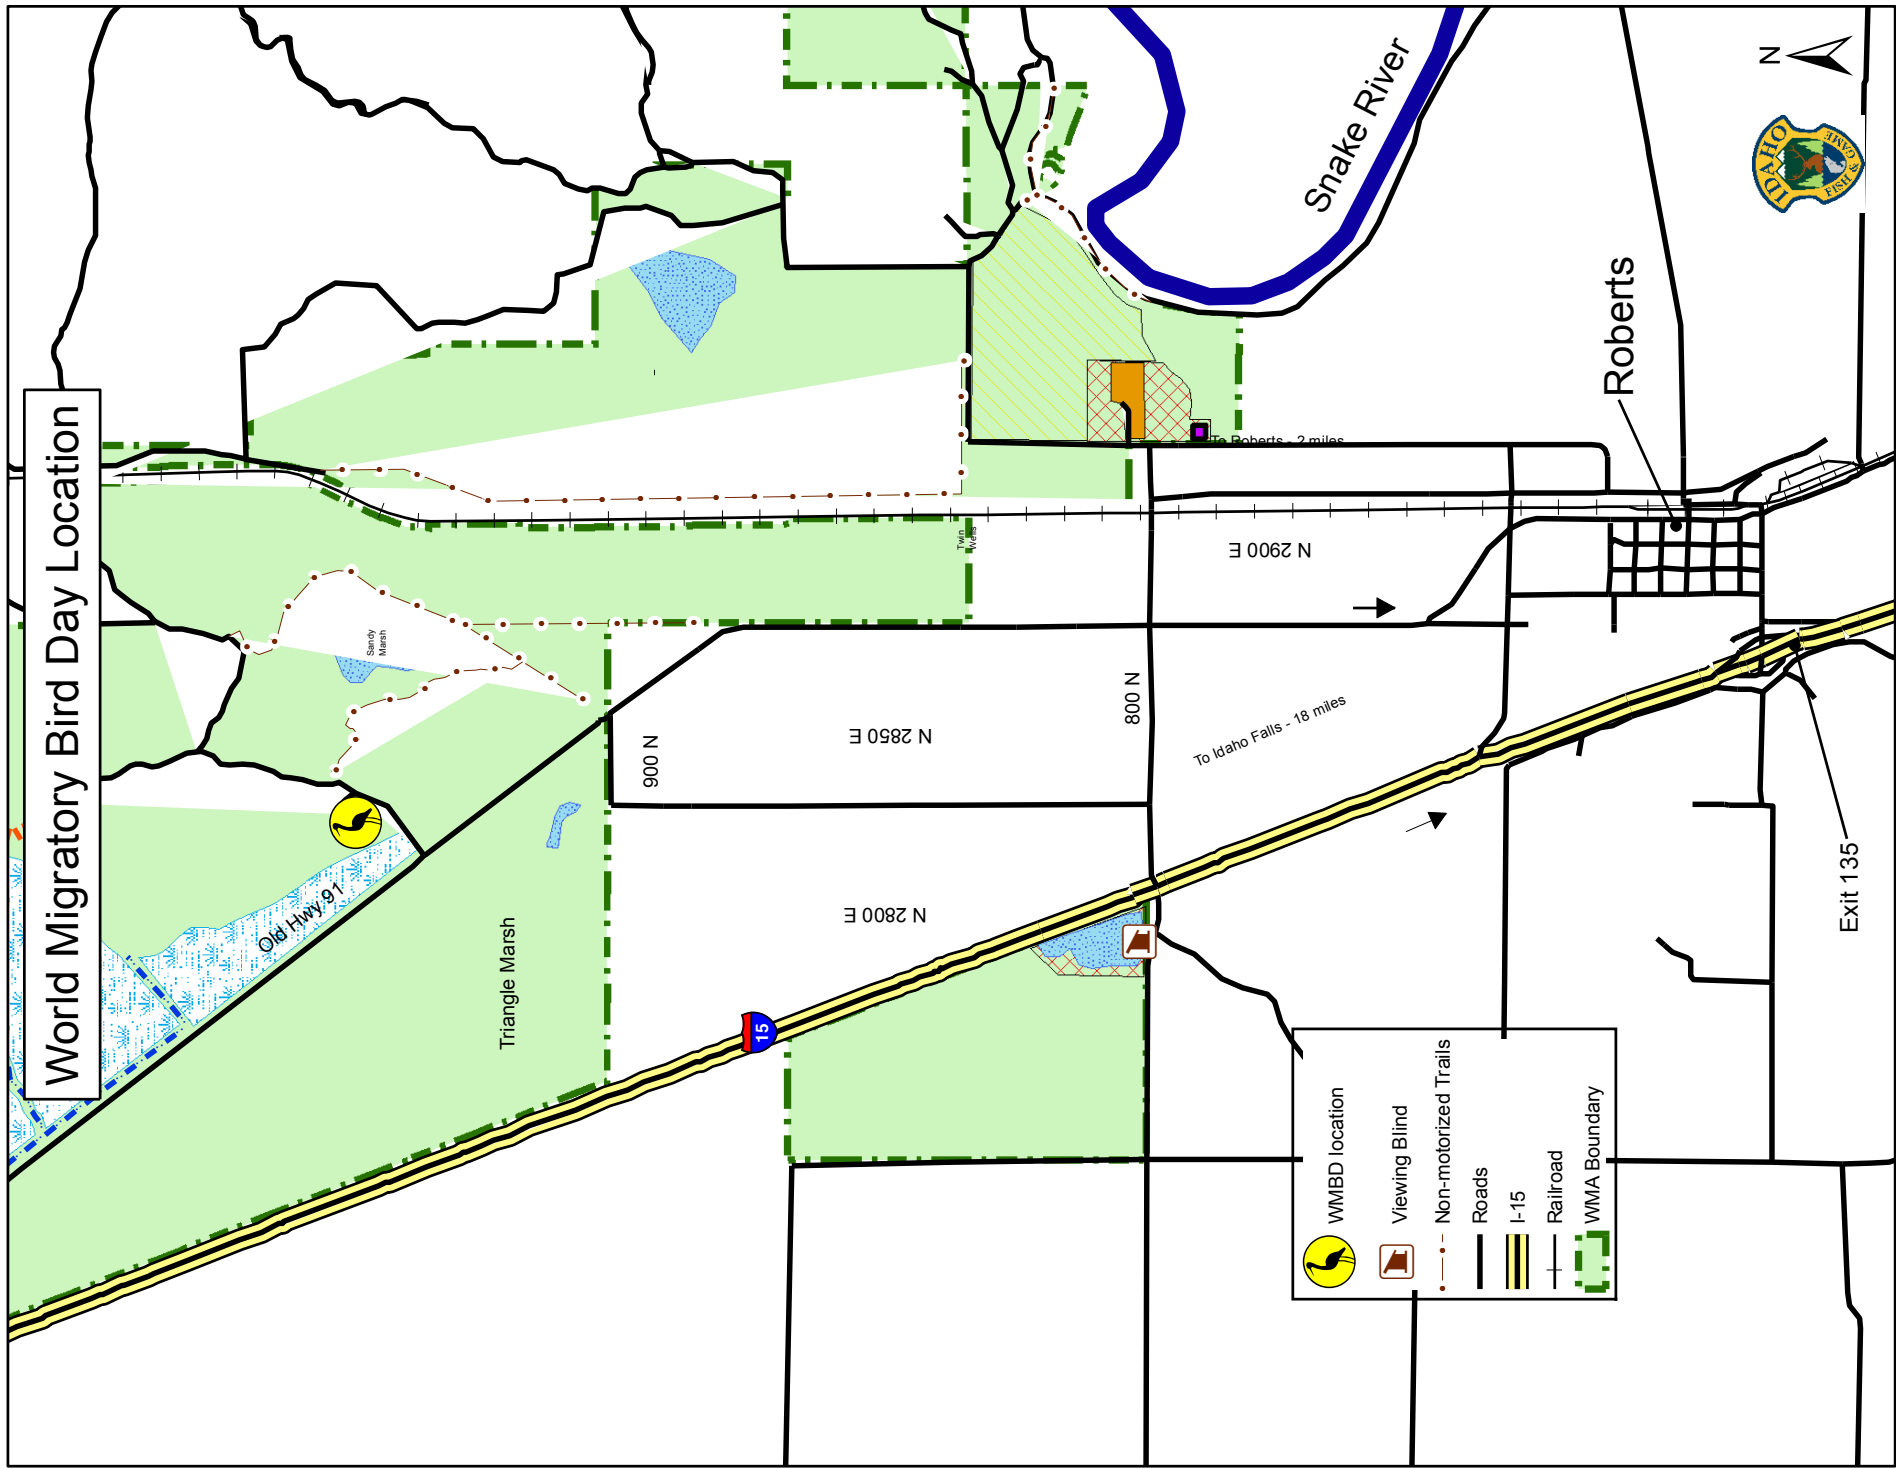 World Migratory Bird Day Location
Old Hwy 91
Triangle Marsh
Sandy
Marsh
Twin
Wells
900 N
800 N
N 2800 E
N 2850 E
N 2900 E
15
To Roberts - 2 miles
To Idaho Falls - 18 miles
Snake River
Roberts
Exit 135
N
IDAHO
FISH & GAME
WMBD location
Viewing Blind
Non-motorized Trails
Roads
I-15
Railroad
WMA Boundary